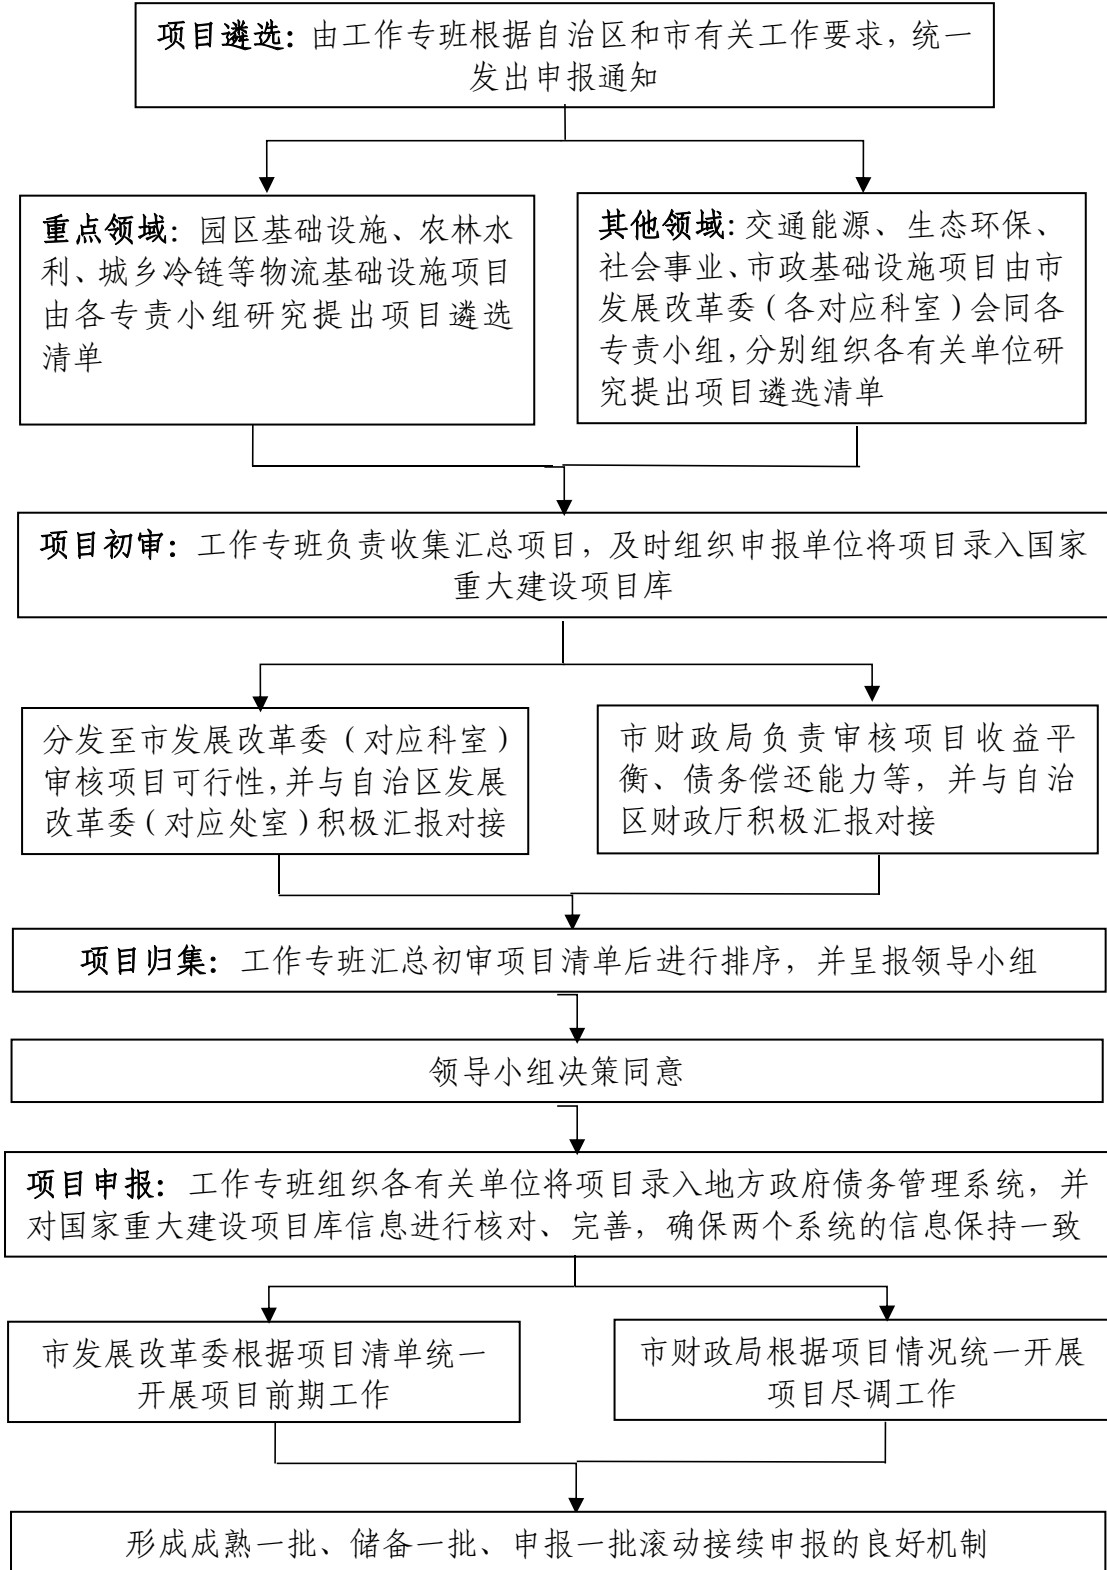 项目遴选：由工作专班根据自治区和市有关工作要求，统一
发出申报通知
重点领域：园区基础设施、农林水
利、城乡冷链等物流基础设施项目
由各专责小组研究提出项目遴选
清单
其他领域：交通能源、生态环保、
社会事业、市政基础设施项目由市
发展改革委（各对应科室）会同各
专责小组，分别组织各有关单位研
究提出项目遴选清单
项目初审：工作专班负责收集汇总项目，及时组织申报单位将项目录入国家
重大建设项目库
分发至市发展改革委（对应科室）
审核项目可行性，并与自治区发展
改革委（对应处室）积极汇报对接
市财政局负责审核项目收益平
衡、债务偿还能力等，并与自治
区财政厅积极汇报对接
项目归集：工作专班汇总初审项目清单后进行排序，并呈报领导小组
领导小组决策同意
项目申报：工作专班组织各有关单位将项目录入地方政府债务管理系统，并
对国家重大建设项目库信息进行核对、完善，确保两个系统的信息保持一致
市发展改革委根据项目清单统一
开展项目前期工作
市财政局根据项目情况统一开展
项目尽调工作
形成成熟一批、储备一批、申报一批滚动接续申报的良好机制